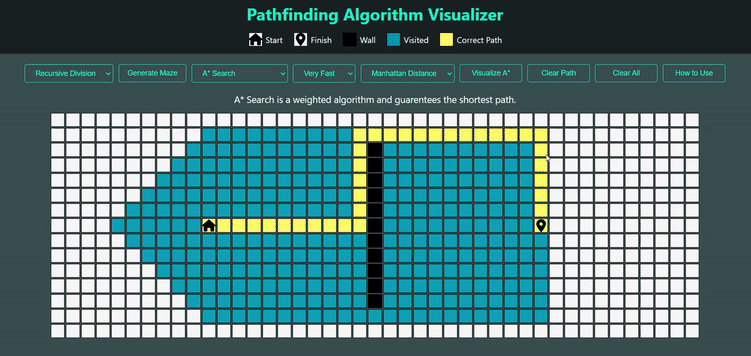 Pathfinding Algorithm Visualizer
Start Finish Wall Visited Correct Path
Recursive Division Generate Maze A* Search Very Fast Manhattan Distance Visualize A* Clear Path Clear All How to Use
A* Search is a weighted algorithm and guarentees the shortest path.